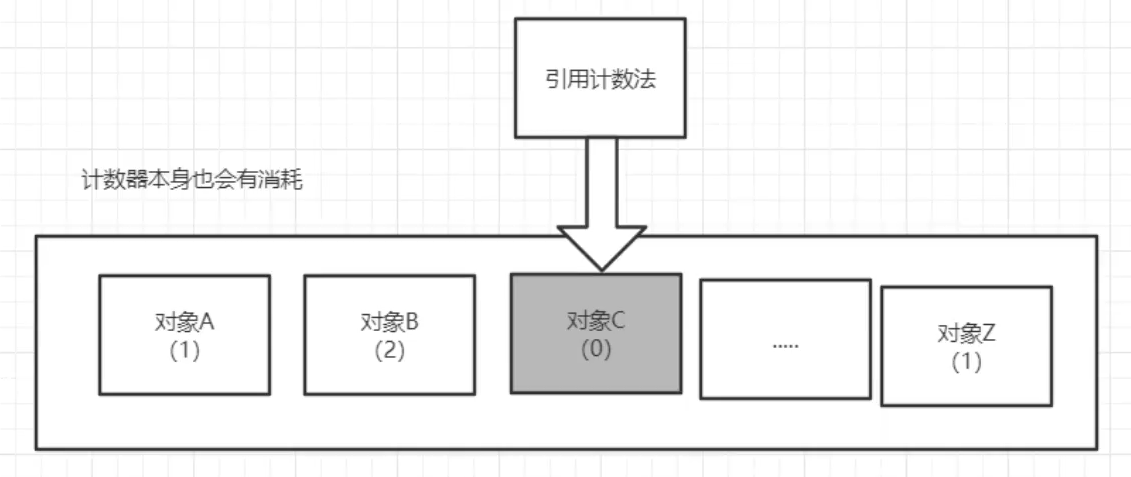 引用计数法
计数器本身也会有消耗
对象A
(1)
对象B
(2)
对象C
(0)
.....
对象Z
(1)